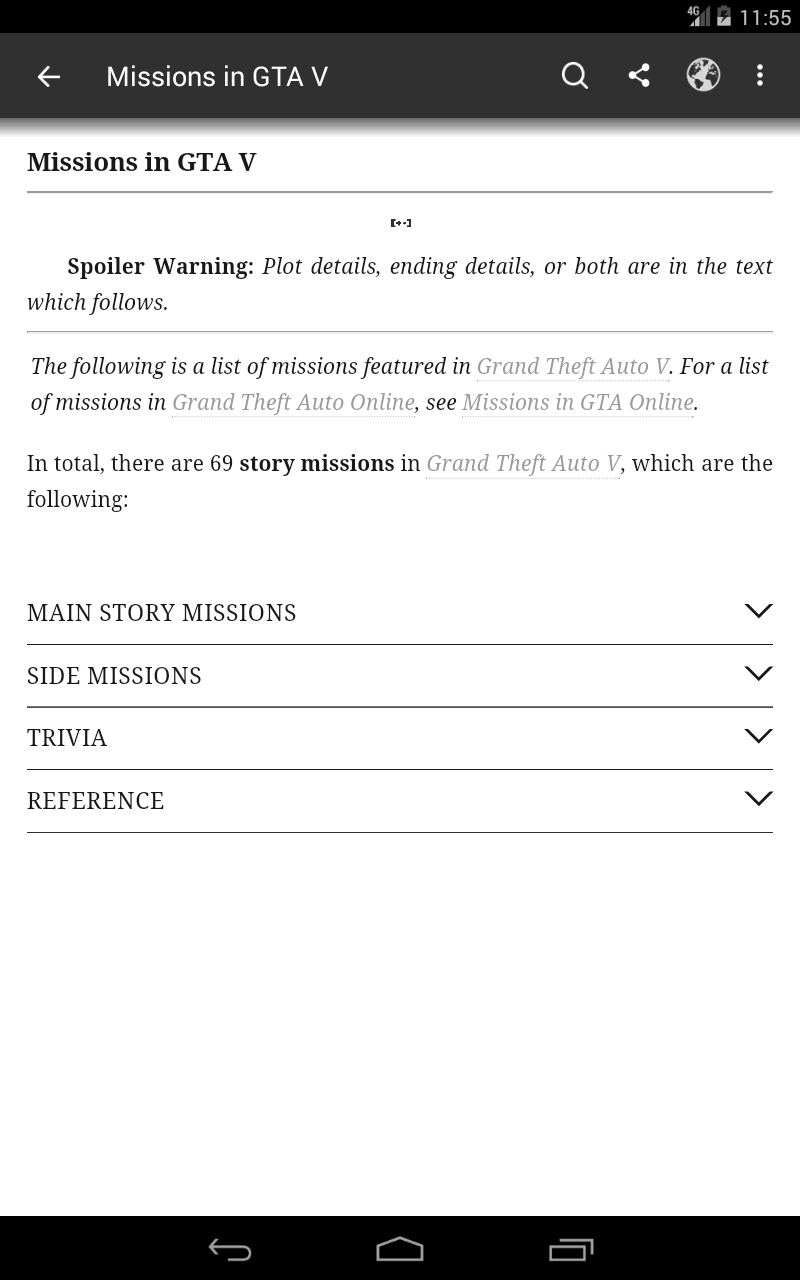 4G 11:55
Missions in GTA V
Missions in GTA V
[+-]
Spoiler Warning: Plot details, ending details, or both are in the text
which follows.
The following is a list of missions featured in Grand Theft Auto V. For a list
of missions in Grand Theft Auto Online, see Missions in GTA Online.
In total, there are 69 story missions in Grand Theft Auto V, which are the
following:
MAIN STORY MISSIONS
SIDE MISSIONS
TRIVIA
REFERENCE